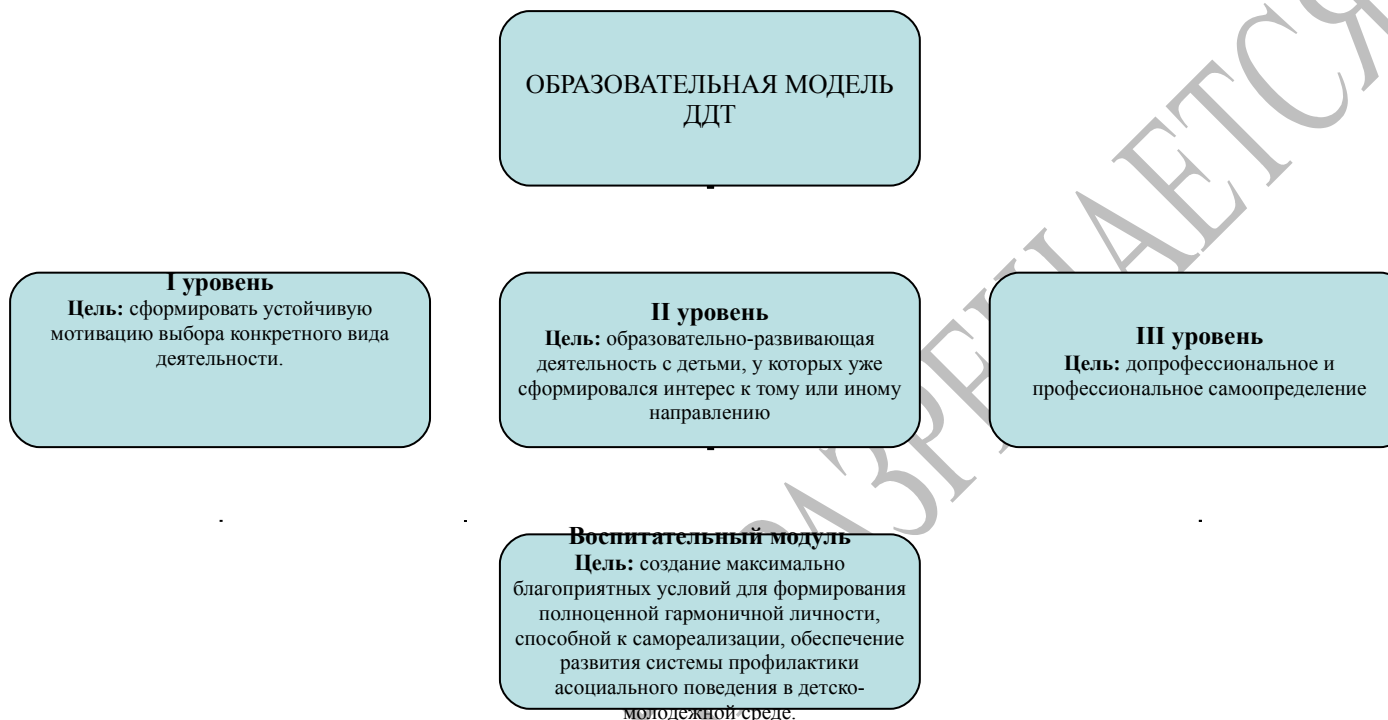 ОБРАЗОВАТЕЛЬНАЯ МОДЕЛЬ
ДДТ
I уровень
Цель: сформировать устойчивую
мотивацию выбора конкретного вида
деятельности.
II уровень
Цель: образовательно-развивающая
деятельность с детьми, у которых уже
сформировался интерес к тому или иному
направлению
III уровень
Цель: допрофессиональное и
профессиональное самоопределение
Воспитательный модуль
Цель: создание максимально
благоприятных условий для формирования
полноценной гармоничной личности,
способной к самореализации, обеспечение
развития системы профилактики
асоциального поведения в детско-
молодежной среде.
РАЗРЕШАЕТСЯ